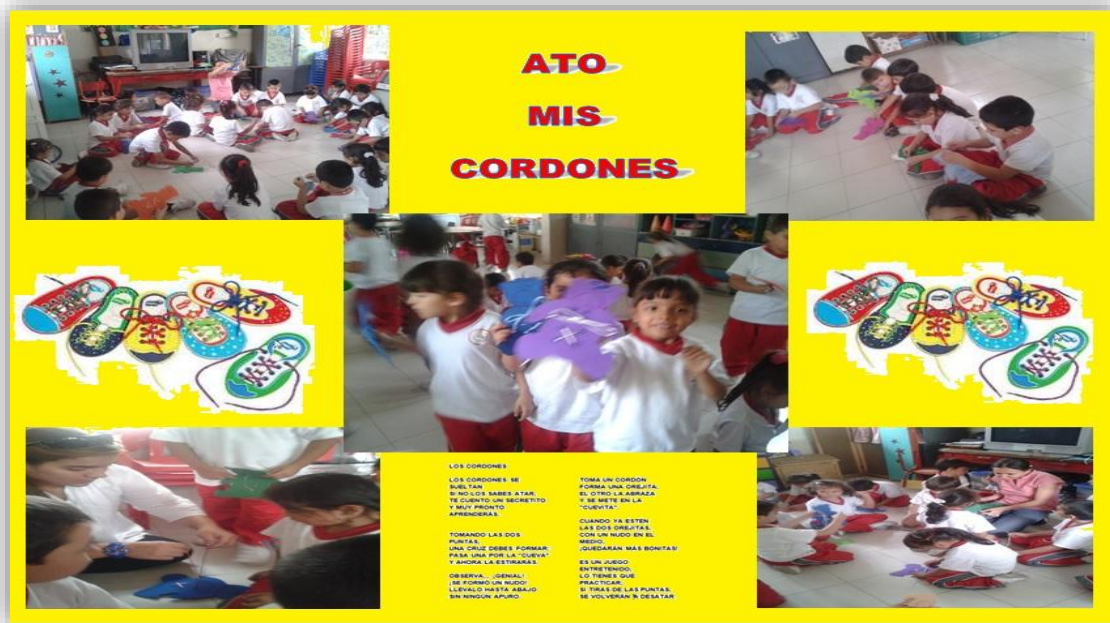 ATO
MIS
CORDONES
LOS CORDONES
LOS CORDONES SE
SUELTAN
SI NO LOS SABES ATAR,
TE CUENTO UN SECRETITO
Y MUY PRONTO
APRENDERÁS.
TOMANDO LAS DOS
PUNTAS,
UNA CRUZ DEBES FORMAR;
PASA UNA POR LA "CUEVA"
Y AHORA LA ESTIRARÁS.
OBSERVA... ¡GENIAL!
¡SE FORMÓ UN NUDO!
LLÉVALO HASTA ABAJO
SIN NINGÚN APURO.
TOMA UN CORDÓN
FORMA UNA OREJITA,
EL OTRO LA ABRAZA
Y SE METE EN LA
"CUEVITA".
CUANDO YA ESTÉN
LAS DOS OREJITAS,
CON UN NUDO EN EL
MEDIO,
¡QUEDARÁN MÁS BONITAS!
ES UN JUEGO
ENTRETENIDO,
LO TIENES QUE
PRACTICAR,
SI TIRAS DE LAS PUNTAS,
SE VOLVERÁN A DESATAR